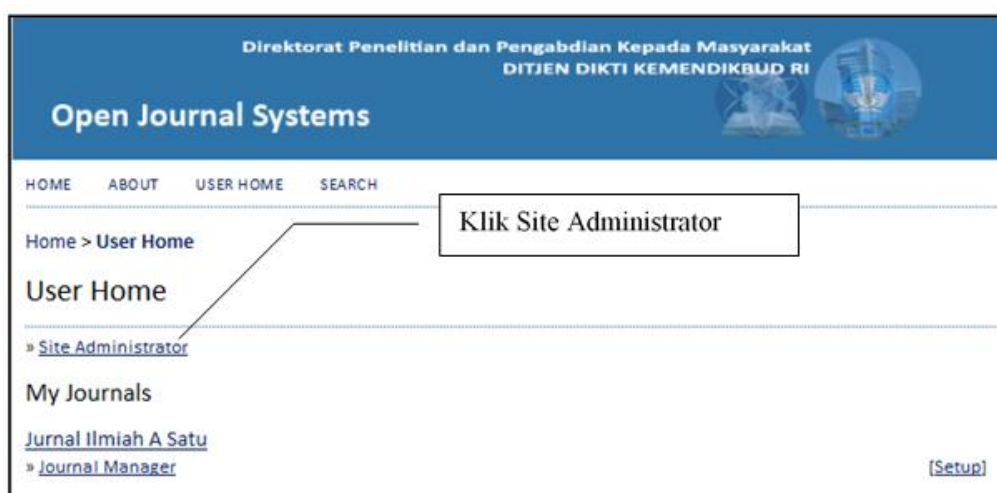 Direktorat Penelitian dan Pengabdian Kepada Masyarakat
DITJEN DIKTI KEMENDIKBUD RI
Open Journal Systems
HOME ABOUT USER HOME SEARCH
Klik Site Administrator
Home > User Home
User Home
» Site Administrator
My Journals
Jurnal Ilmiah A Satu
» Journal Manager [Setup]